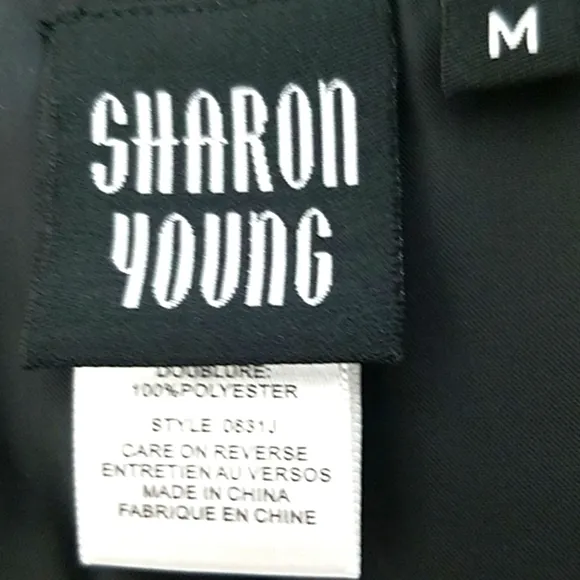 SHARON
YOUNG
M
DOUBLURE:
100%POLYESTER
STYLE 0831J
CARE ON REVERSE
ENTRETIEN AU VERSOS
MADE IN CHINA
FABRIQUE EN CHINE